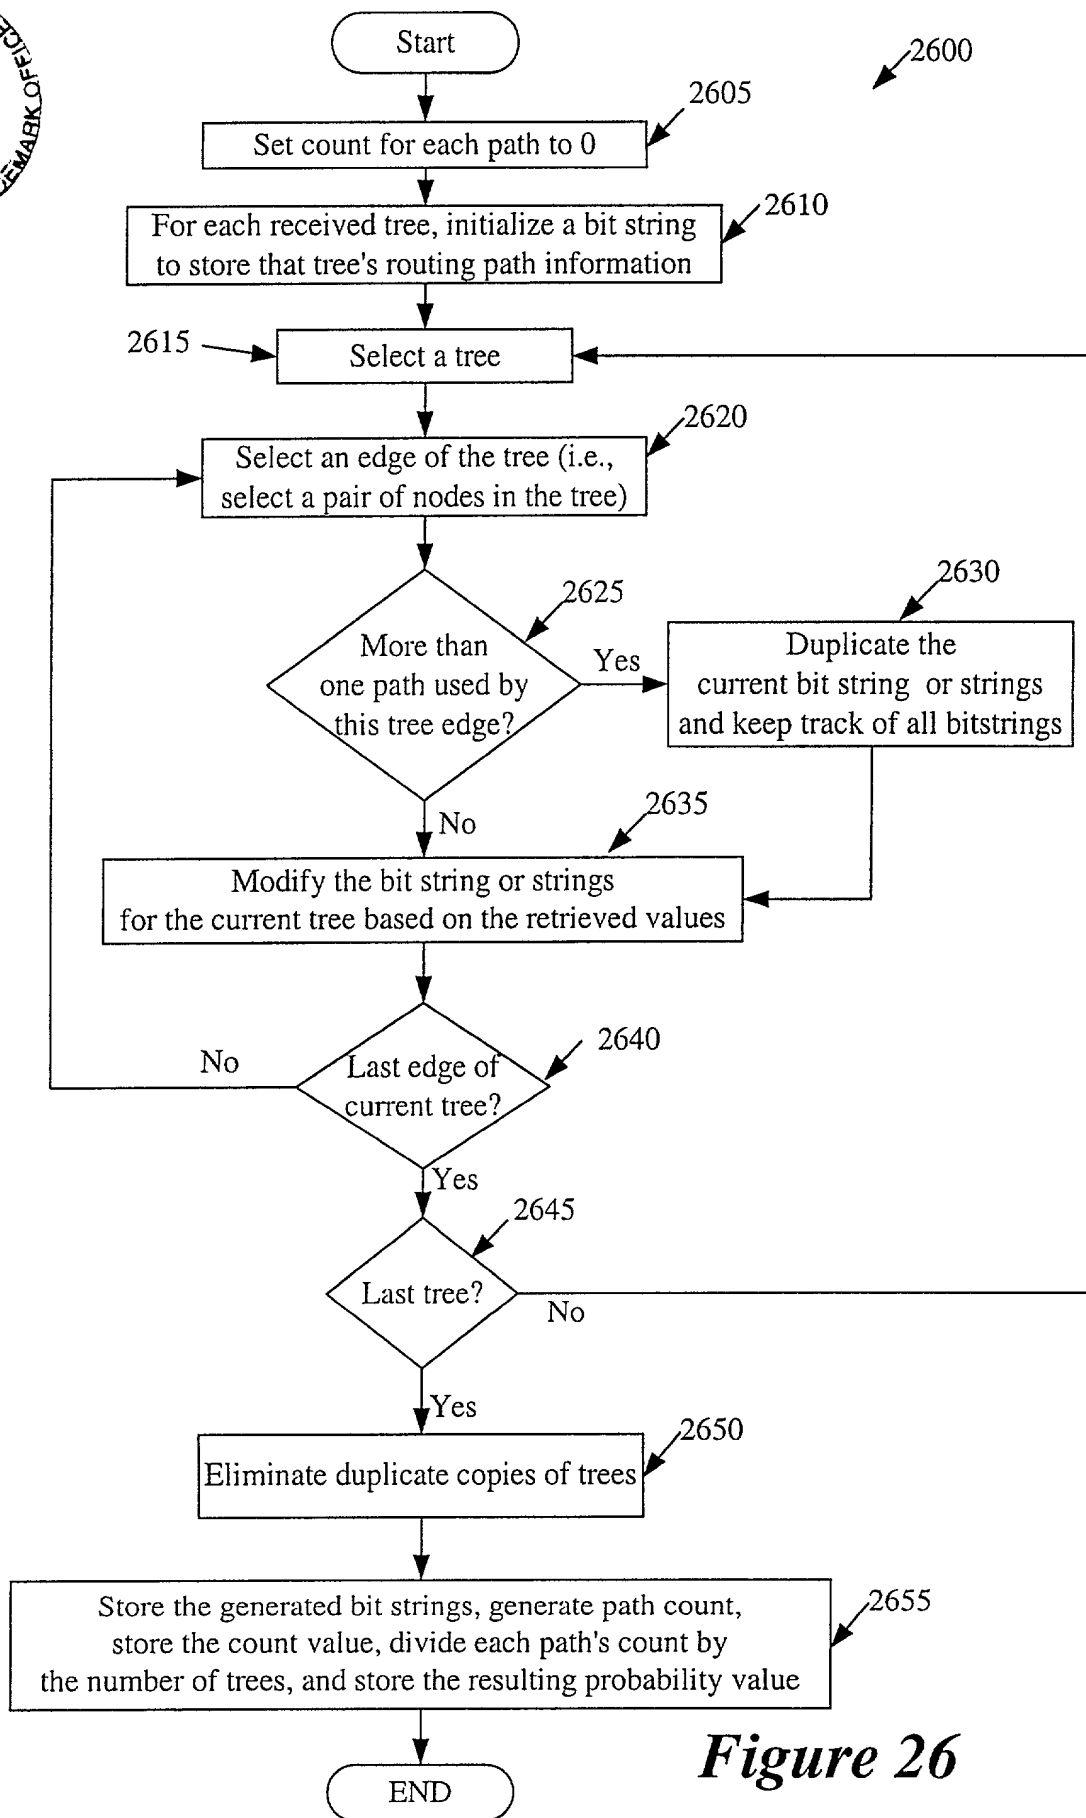 EMARK OFFICE
Start
2600
2605
Set count for each path to 0
2610
For each received tree, initialize a bit string
to store that tree's routing path information
2615
Select a tree
2620
Select an edge of the tree (i.e.,
select a pair of nodes in the tree)
2625
2630
More than
one path used by
this tree edge?
Yes
Duplicate the
current bit string or strings
and keep track of all bitstrings
No
2635
Modify the bit string or strings
for the current tree based on the retrieved values
2640
No
Last edge of
current tree?
Yes
2645
Last tree?
No
Yes
2650
Eliminate duplicate copies of trees
2655
Store the generated bit strings, generate path count,
store the count value, divide each path's count by
the number of trees, and store the resulting probability value
Figure 26
END